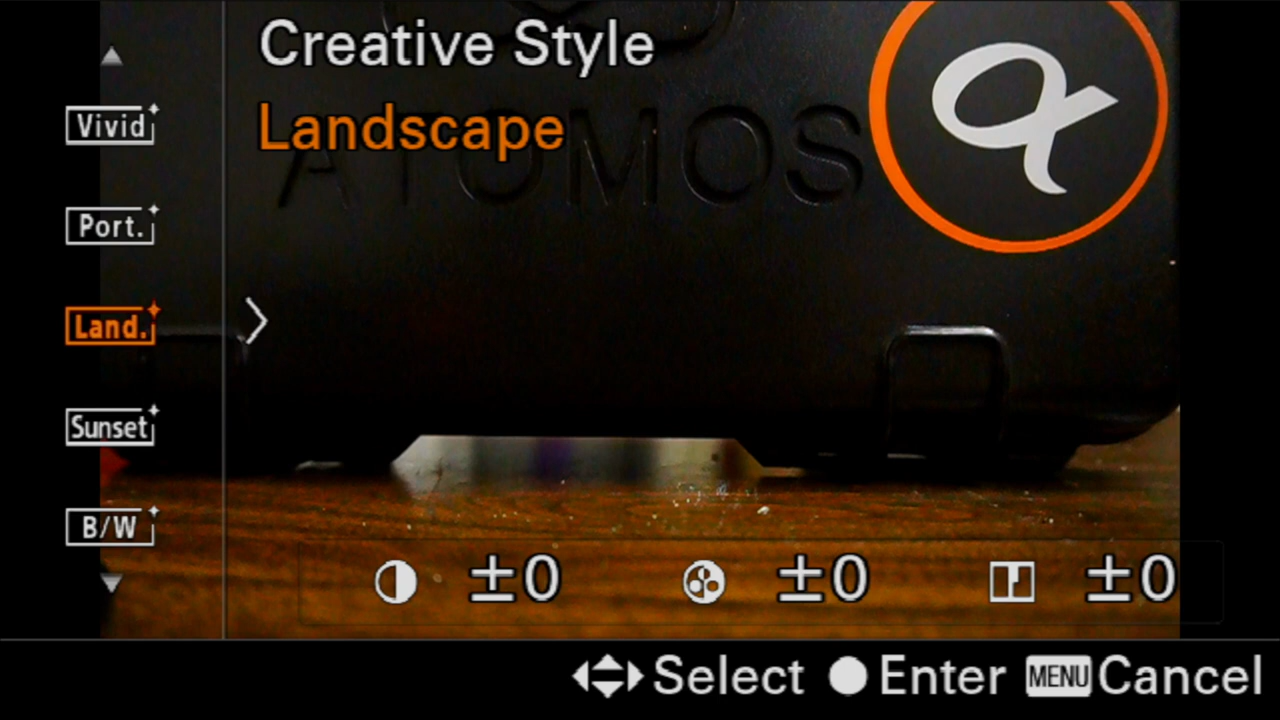 Creative Style
Landscape
ATOMOS
α
Vivid
Port.
Land.
Sunset
B/W
±0 ±0 ±0
Select Enter MENU Cancel